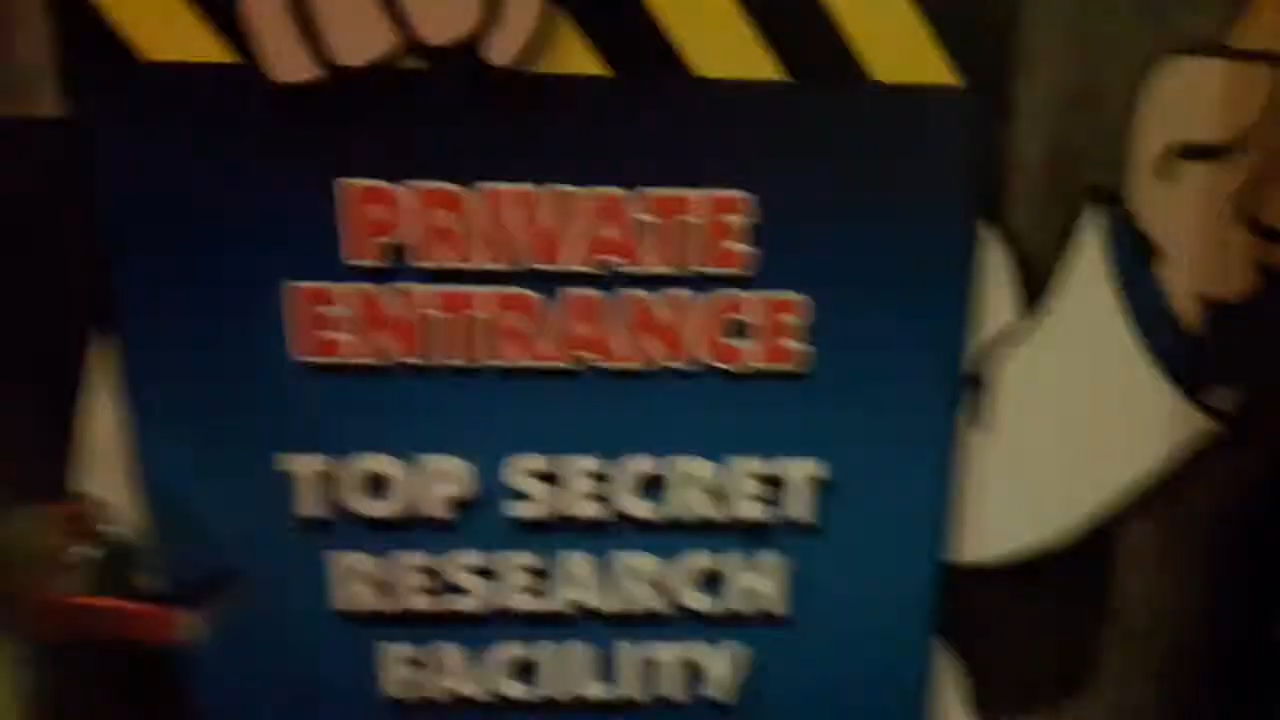 PRIVATE
ENTRANCE
TOP SECRET
RESEARCH
FACILITY